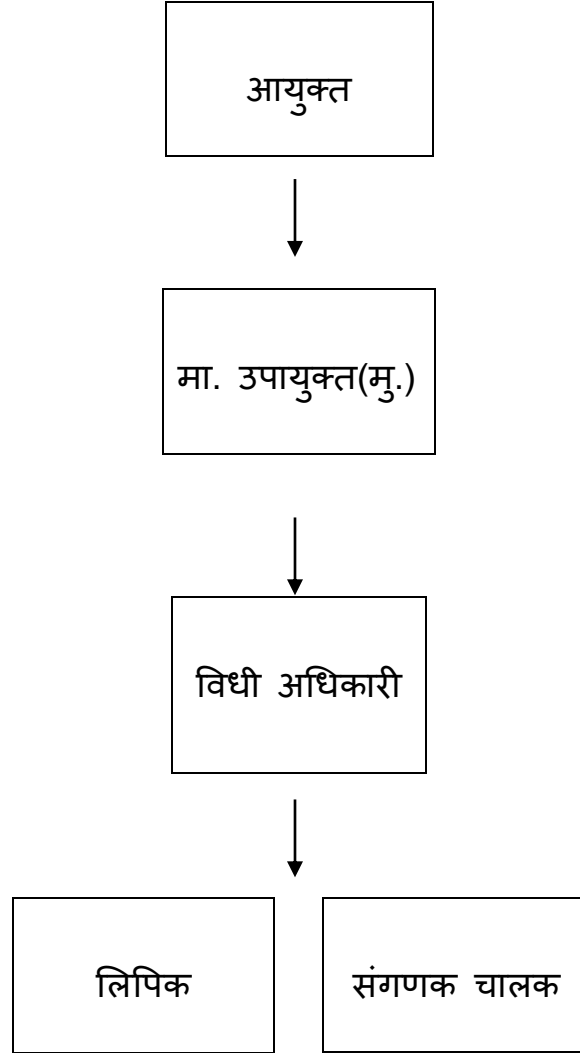 आयुक्त
मा. उपायुक्त(मु.)
विधी अधिकारी
लिपिक
संगणक चालक